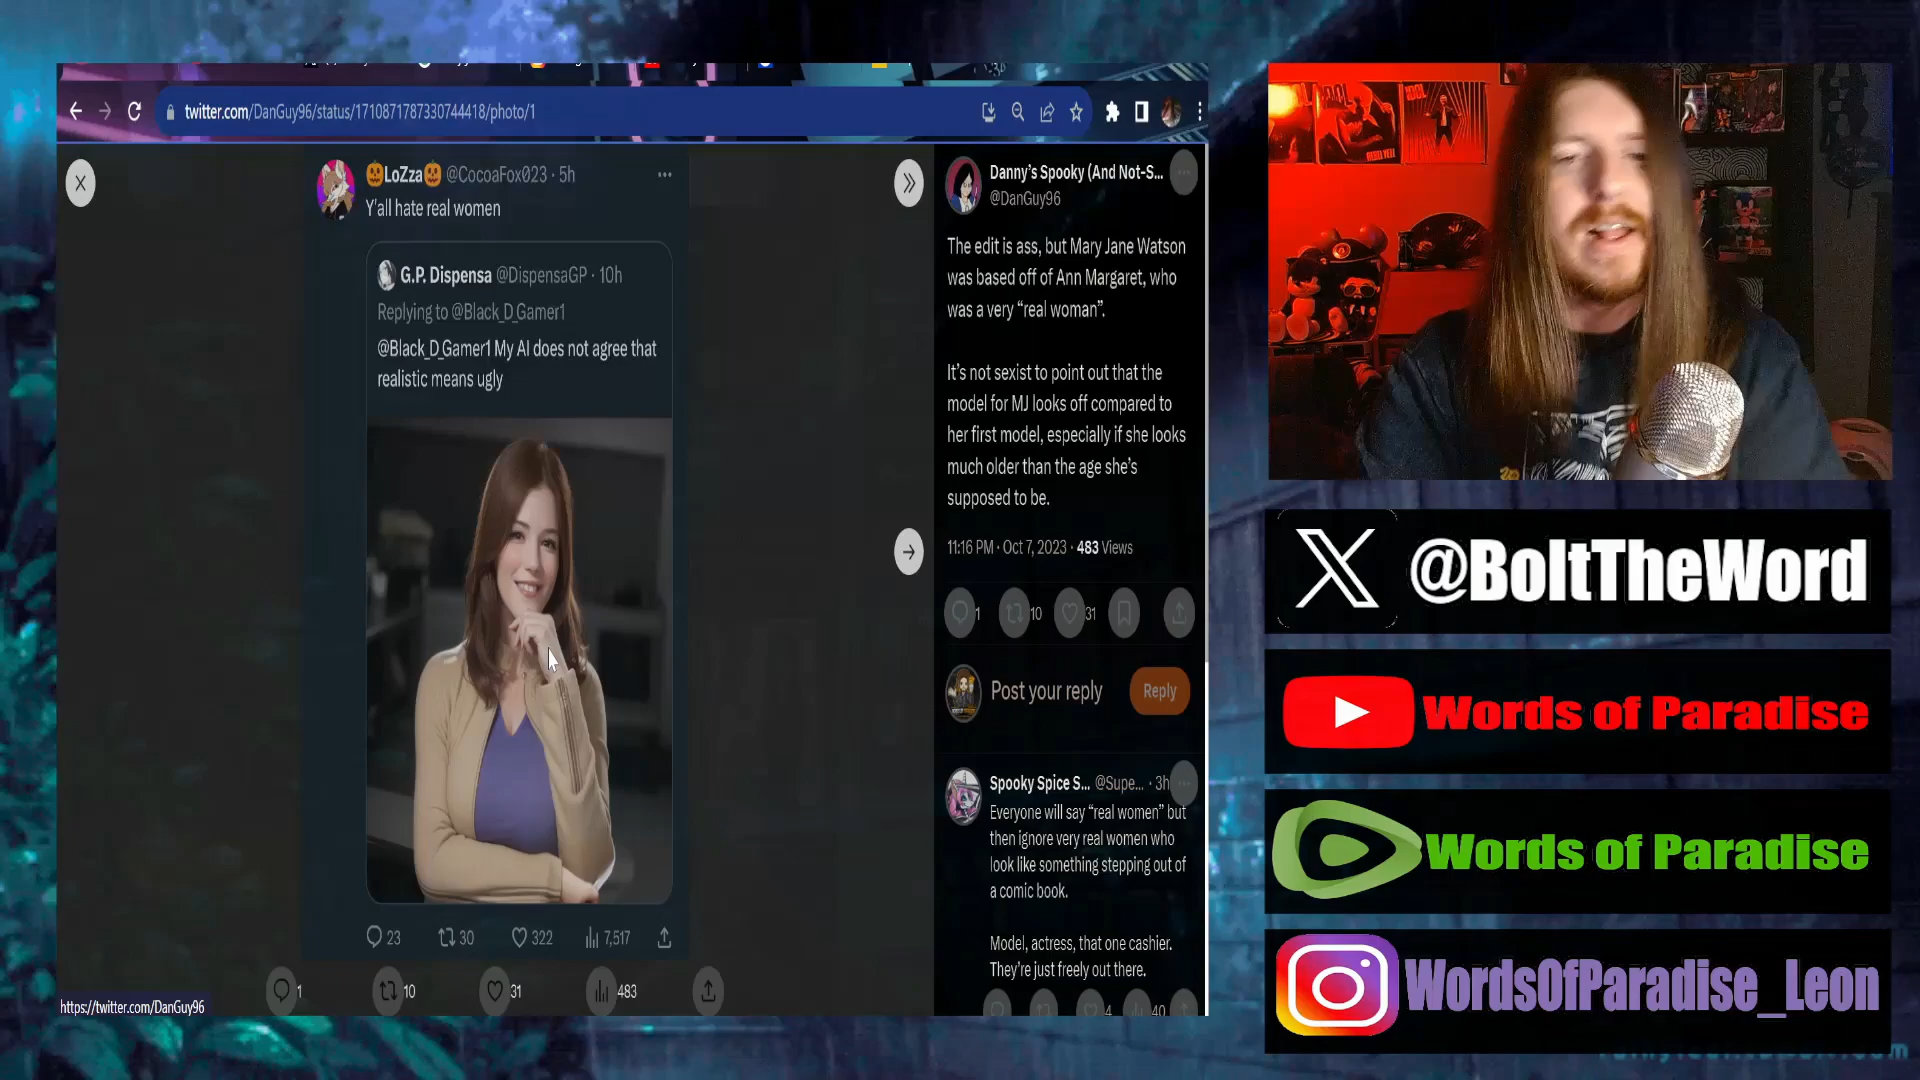 twitter.com/DanGuy96/status/1710871787330744418/photo/1
🎃LoZza🎃 @CocoaFox023 · 5h
Y'all hate real women
G.P. Dispensa @DispensaGP · 10h
Replying to @Black_D_Gamer1
@Black_D_Gamer1 My AI does not agree that
realistic means ugly
23 30 322 7,517
1 10 31 483
https://twitter.com/DanGuy96
Danny's Spooky (And Not-S...
@DanGuy96
The edit is ass, but Mary Jane Watson
was based off of Ann Margaret, who
was a very “real woman”.
It's not sexist to point out that the
model for MJ looks off compared to
her first model, especially if she looks
much older than the age she's
supposed to be.
11:16 PM · Oct 7, 2023 · 483 Views
1 10 31
Post your reply
Reply
Spooky Spice S... @Supe... · 3h
Everyone will say “real women” but
then ignore very real women who
look like something stepping out of
a comic book.
Model, actress, that one cashier.
They're just freely out there.
4 40
X @BoltTheWord
Words of Paradise
Words of Paradise
WordsOfParadise_Leon